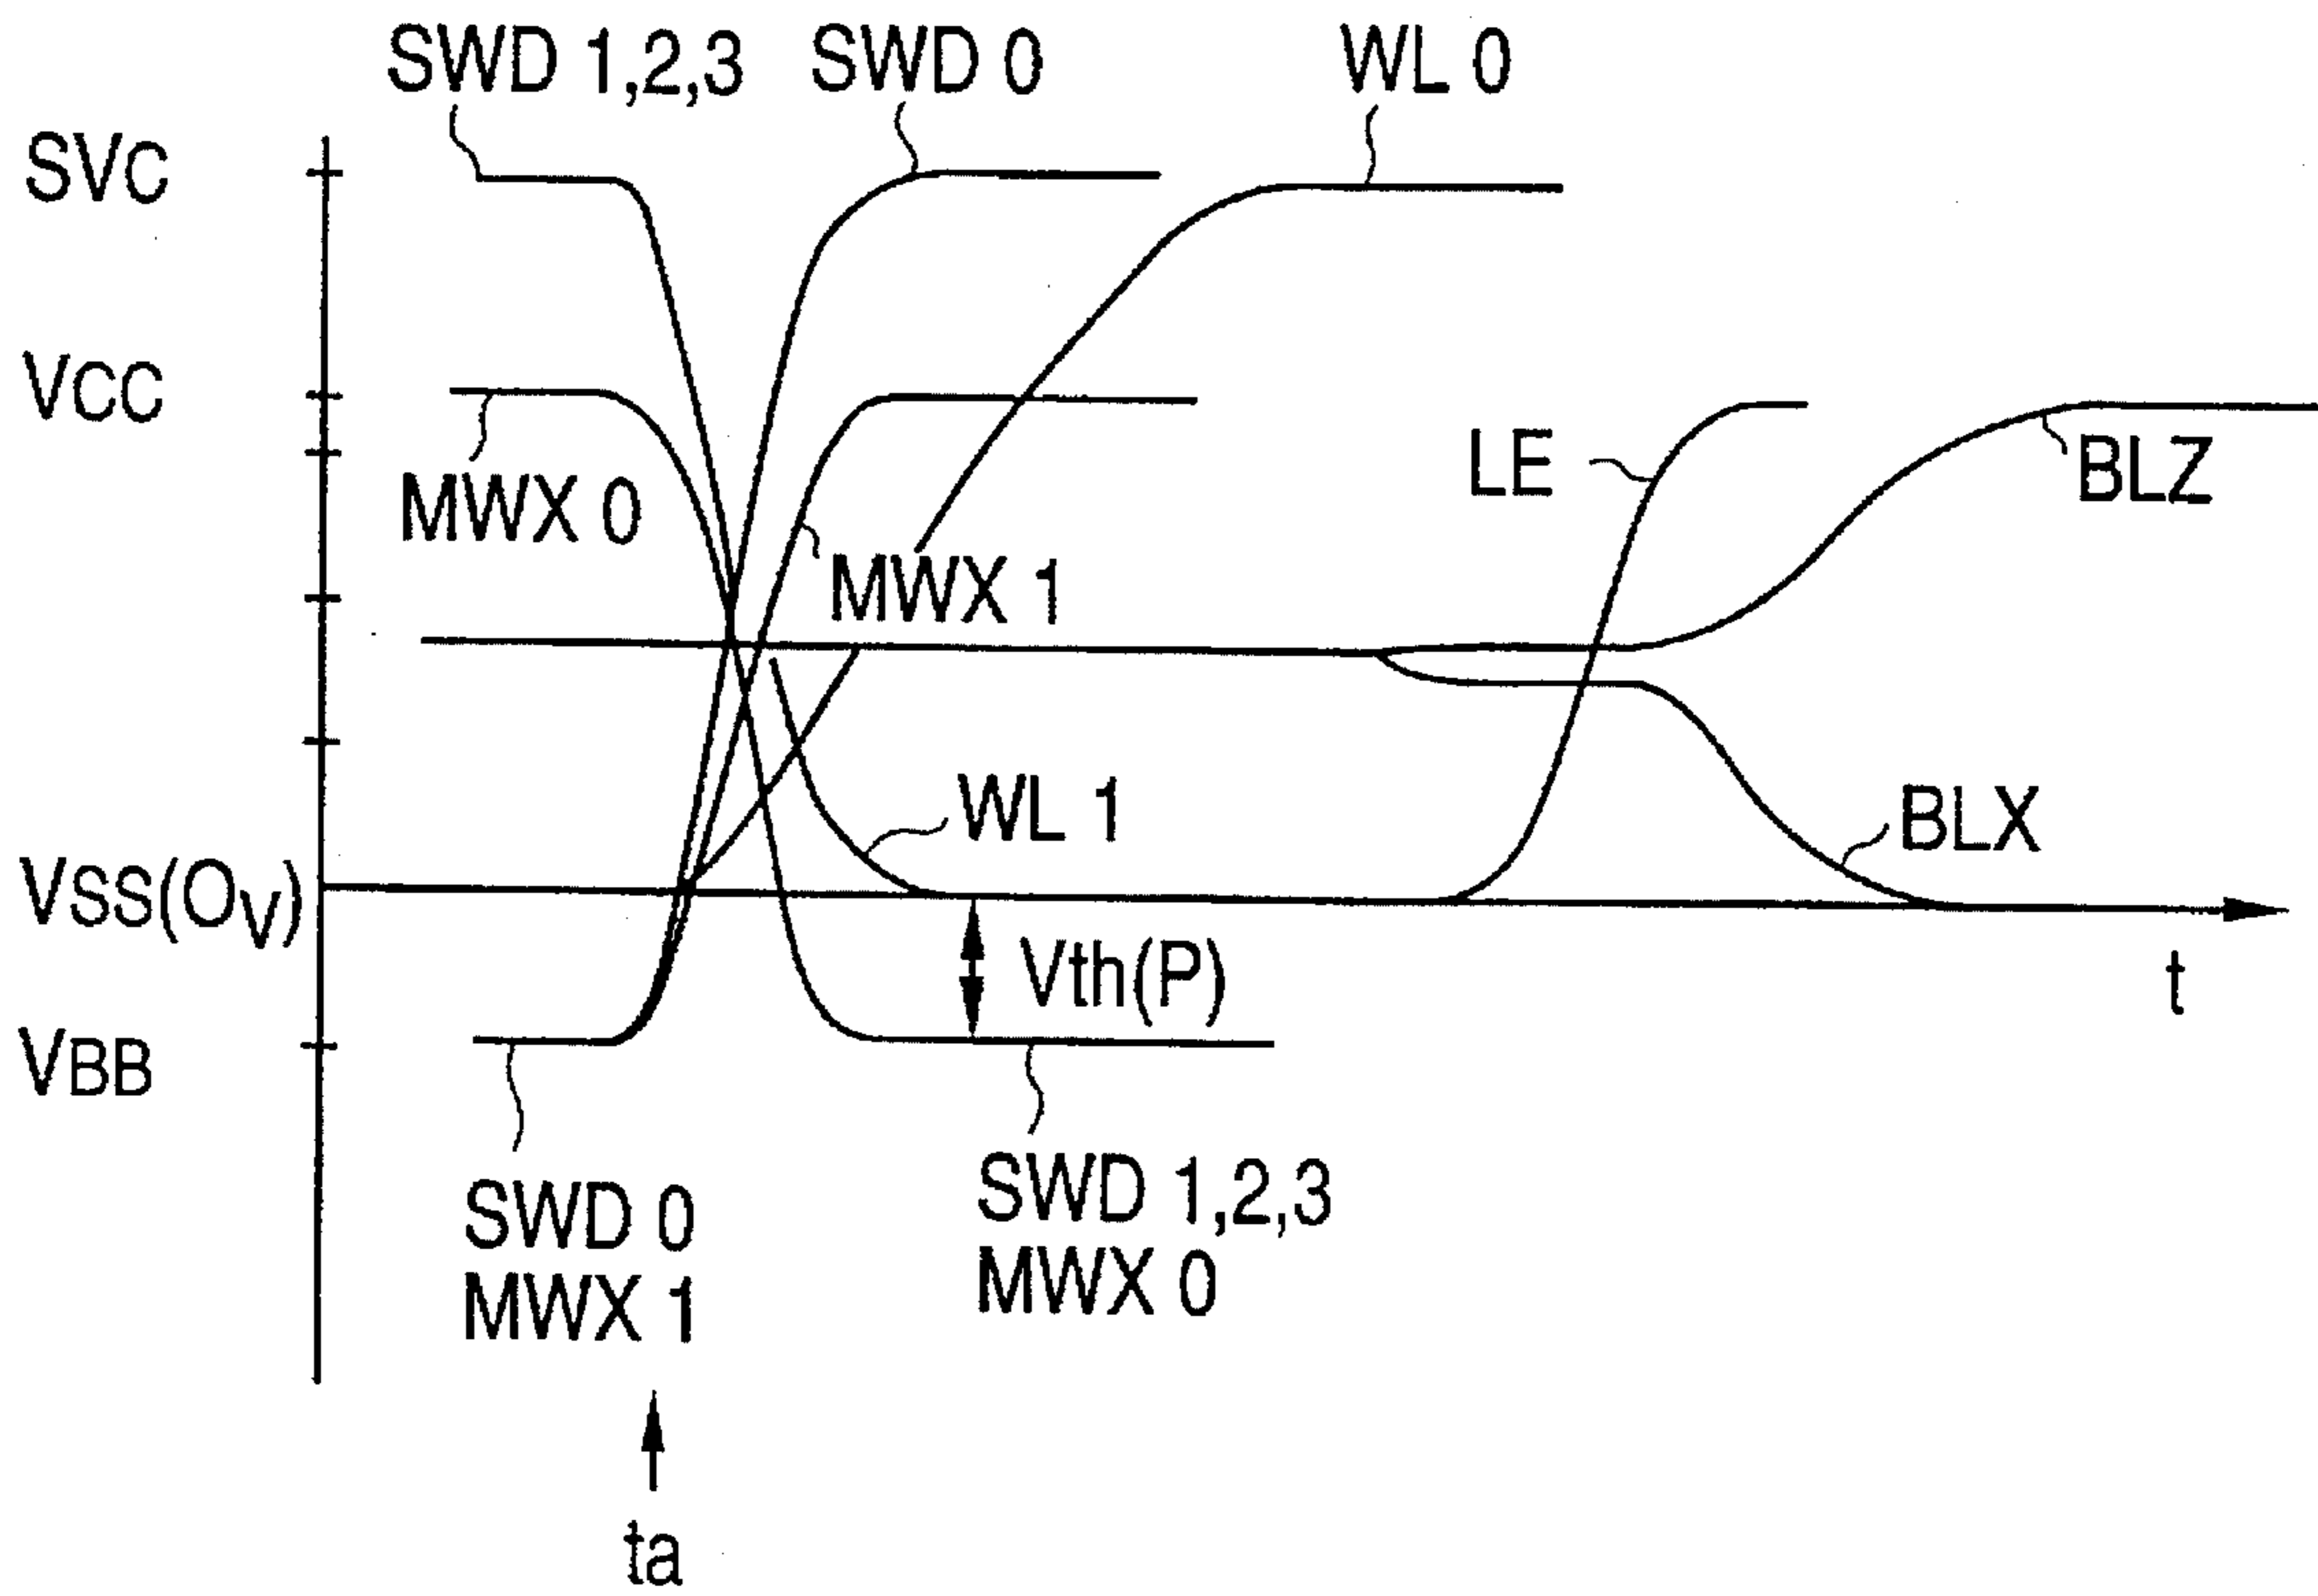 SWD 1,2,3
SWD 0
WL 0
SVC
VCC
MWX 0
MWX 1
LE
BLZ
WL 1
BLX
VSS(OV)
Vth(P)
t
VBB
SWD 0
MWX 1
SWD 1,2,3
MWX 0
ta